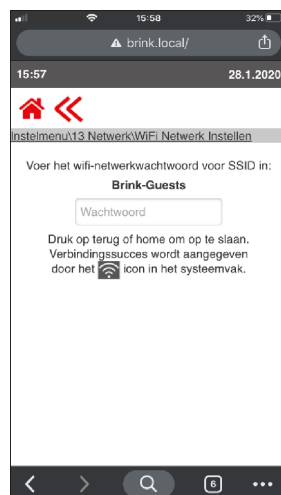 15:58
32%
brink.local/
15:57
28.1.2020
Instelmenu\13 Netwerk\WiFi Netwerk Instellen
Voer het wifi-netwerkwachtwoord voor SSID in:
Brink-Guests
Wachtwoord
Druk op terug of home om op te slaan.
Verbindingssucces wordt aangegeven
door het icon in het systeemvak.
6